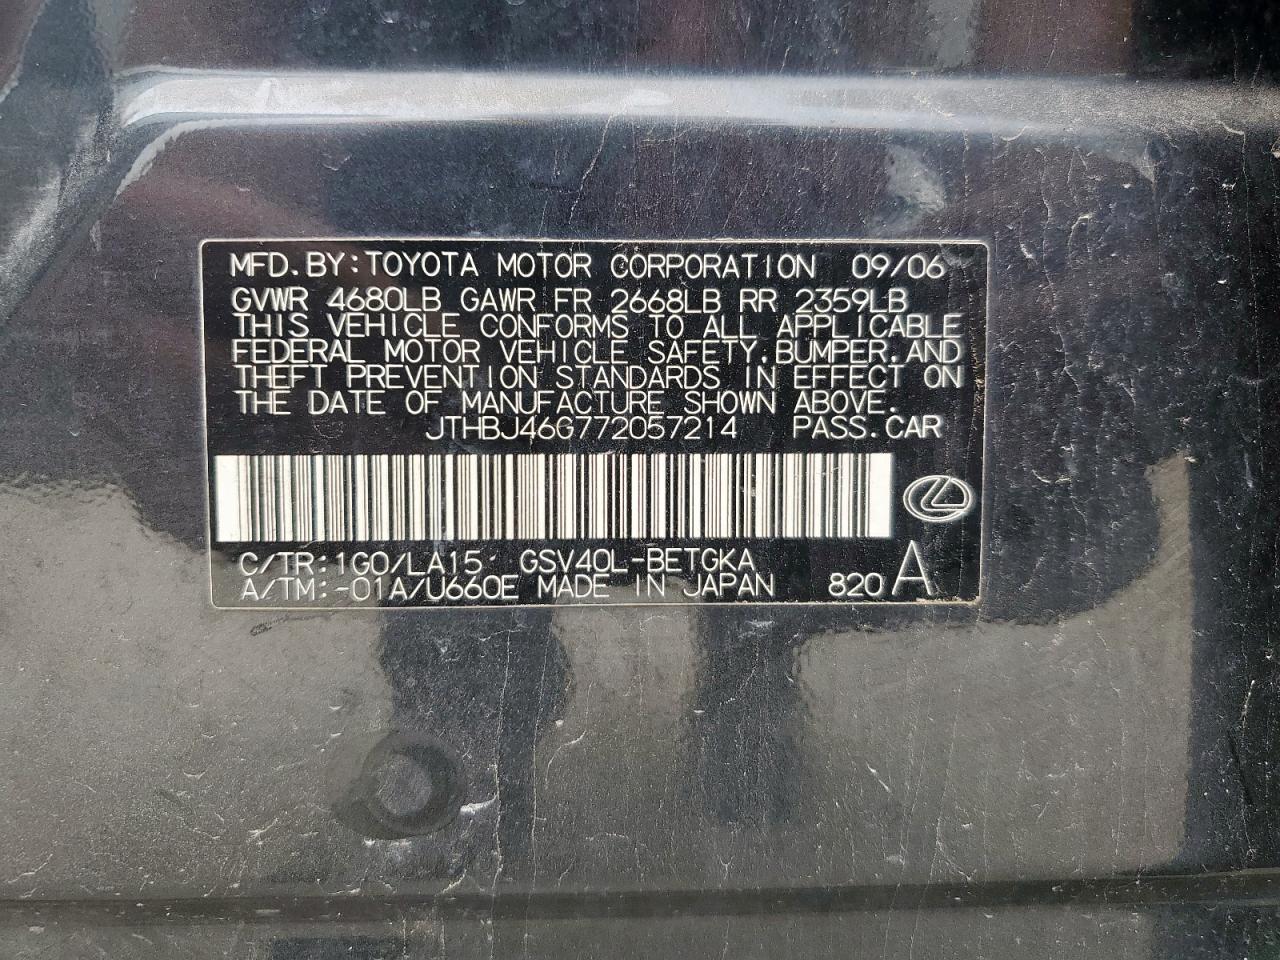 MFD.BY:TOYOTA MOTOR CORPORATION 09/06
GVWR 4680LB GAWR FR 2668LB RR 2359LB
THIS VEHICLE CONFORMS TO ALL APPLICABLE
FEDERAL MOTOR VEHICLE SAFETY.BUMPER.AND
THEFT PREVENTION STANDARDS IN EFFECT ON
THE DATE OF MANUFACTURE SHOWN ABOVE.
JTHBJ46G772057214 PASS.CAR
C/TR:1G0/LA15 GSV40L-BETGKA
A/TM:-01A/U660E MADE IN JAPAN 820 A